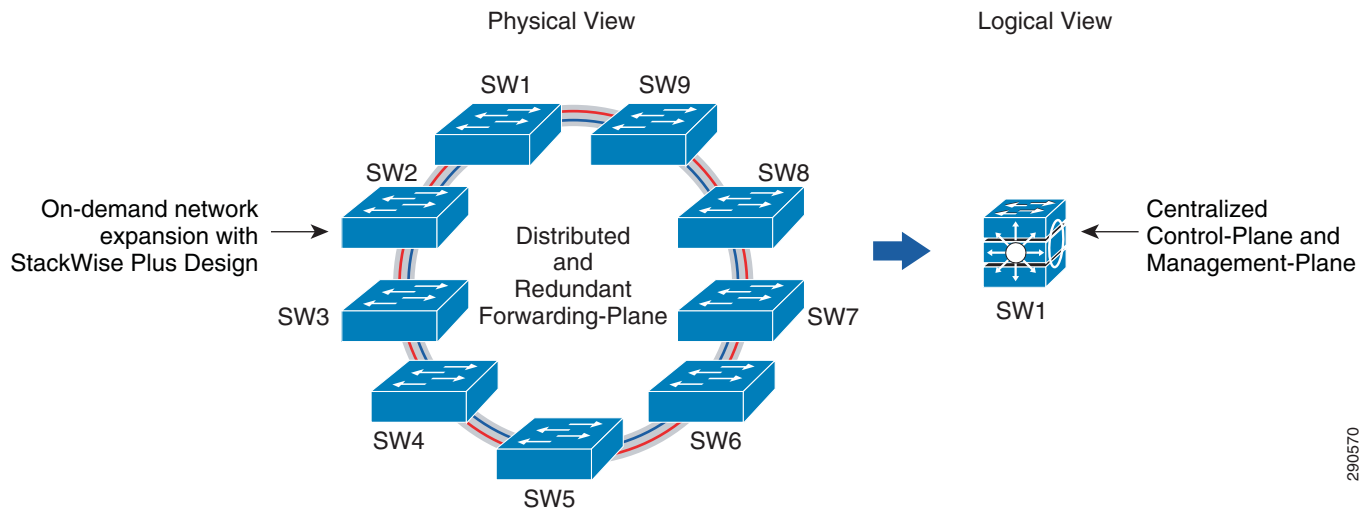 Physical View
Logical View
SW1
SW9
SW2
SW8
On-demand network
expansion with
StackWise Plus Design
Distributed
and
Redundant
Forwarding-Plane
Centralized
Control-Plane and
Management-Plane
SW3
SW7
SW1
SW4
SW6
SW5
290570